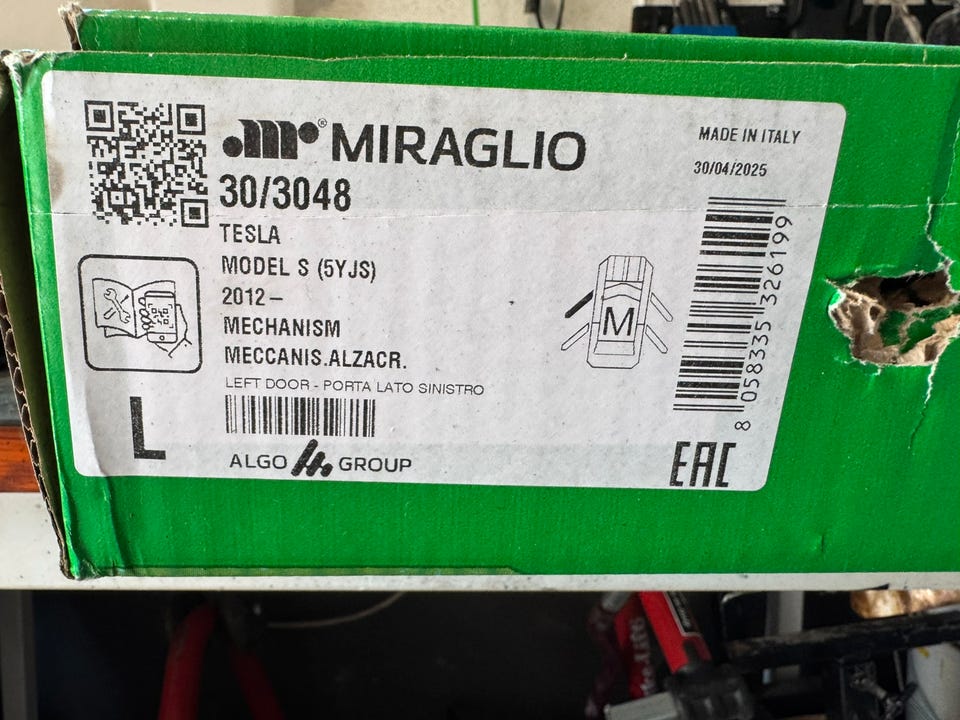 MIRAGLIO
MADE IN ITALY
30/04/2025
30/3048
TESLA
MODEL S (5YJS)
2012 –
MECHANISM
MECCANIS.ALZACR.
LEFT DOOR - PORTA LATO SINISTRO
L
ALGO GROUP
M
8 058335 326199
EAC